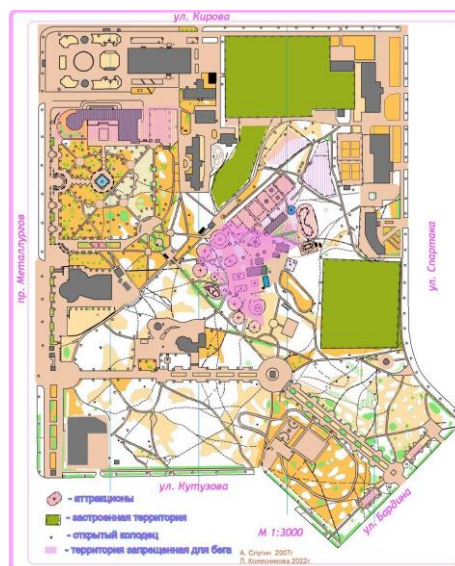 ул. Кирова
пр. Металлургов
ул. Спартака
ул. Кутузова
ул. Бардина
- аттракционы
- застроенная территория
- открытый колодец
- территория запрещенная для бега
М 1:3000
А. Слугин 2007г.
Л. Колесникова 2022г.